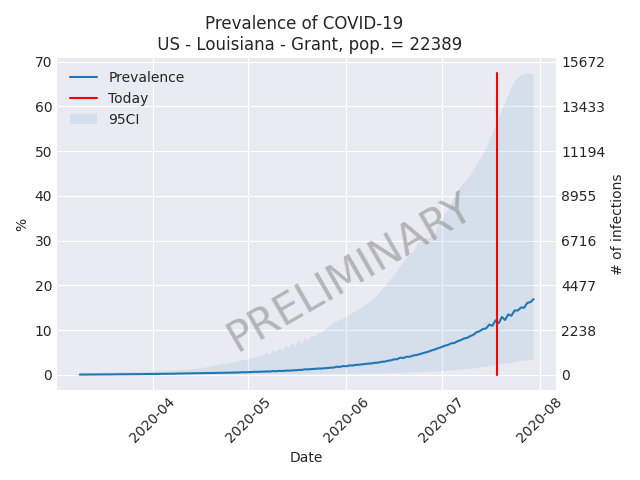 Prevalence of COVID-19
US - Louisiana - Grant, pop. = 22389
70
60
50
40
30
20
10
0
%
15672
13433
11194
8955
6716
4477
2238
0
# of infections
Prevalence
Today
95CI
PRELIMINARY
2020-04
2020-05
2020-06
2020-07
2020-08
Date